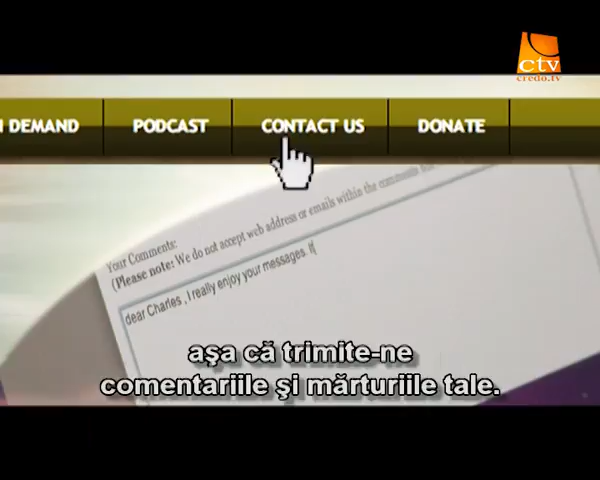 ctv
credo.tv
DEMAND
PODCAST
CONTACT US
DONATE
Your Comments:
(Please note: We do not accept web address or emails within the comments
dear Charles , I really enjoy your messages. If
aşa că trimite-ne
comentariile şi mărturiile tale.